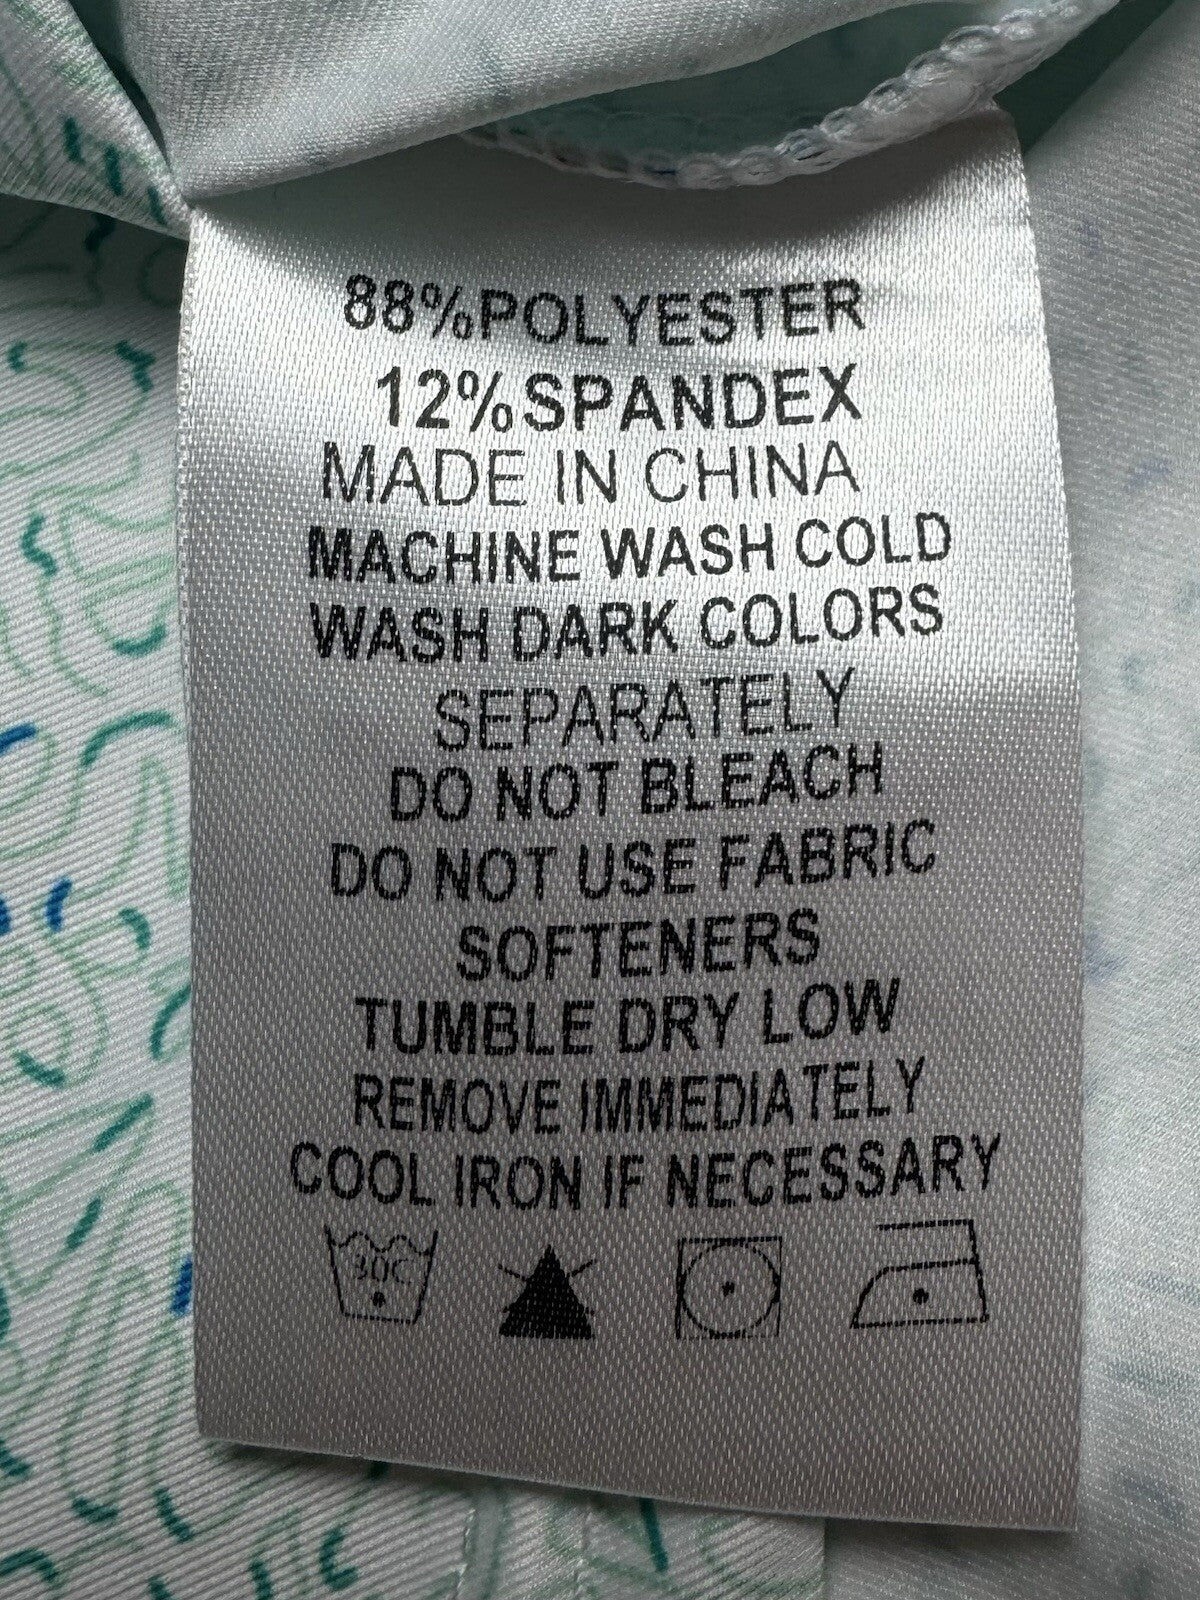 88%POLYESTER
12%SPANDEX
MADE IN CHINA
MACHINE WASH COLD
WASH DARK COLORS
SEPARATELY
DO NOT BLEACH
DO NOT USE FABRIC
SOFTENERS
TUMBLE DRY LOW
REMOVE IMMEDIATELY
COOL IRON IF NECESSARY
30C